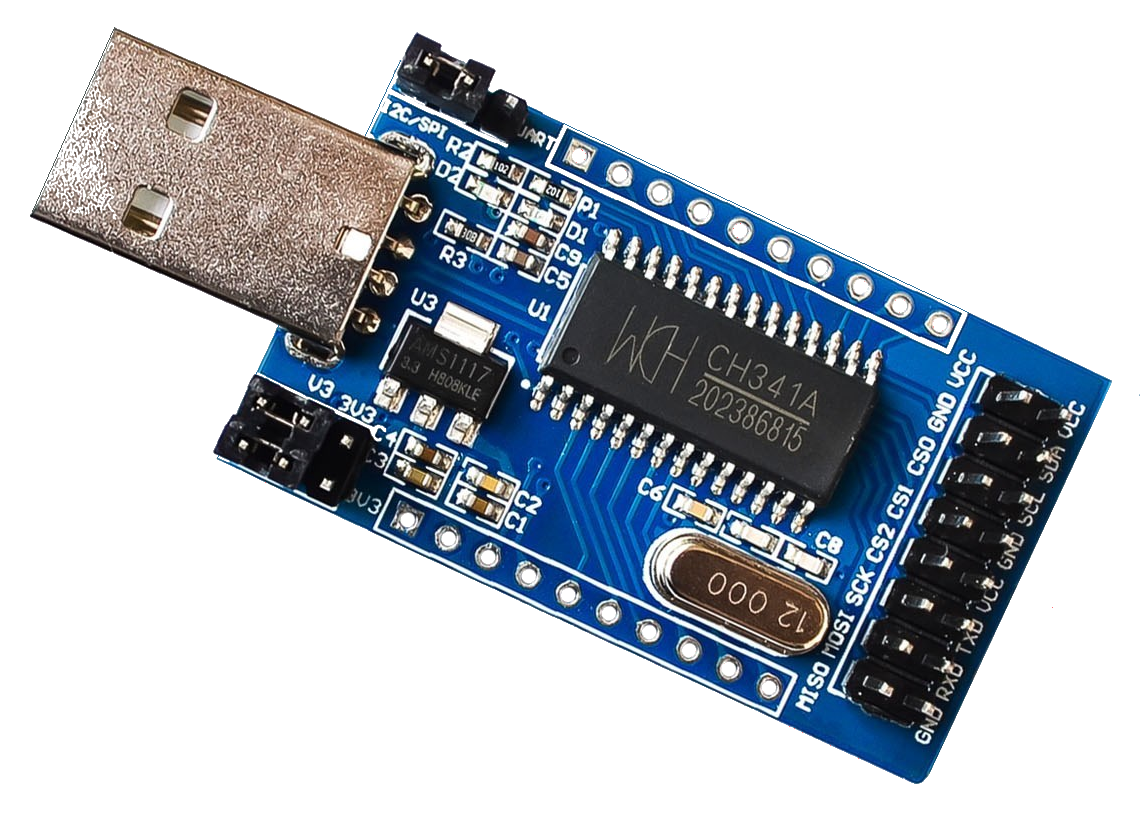 I2C/SPI
UART
R2
102
D2
102
P1
D1
R3
C9
C5
U3
U1
AMS1117
3.3 H808KLE
WCH
CH341A
202386815
V3
3V3
C4
C3
3V3
C2
C1
C6
C8
12 000
VCC
GND
CS0
CS1
CS2
SCK
MOSI
MISO
VCC
SDA
SCL
GND
VCC
TXD
RXD
GND